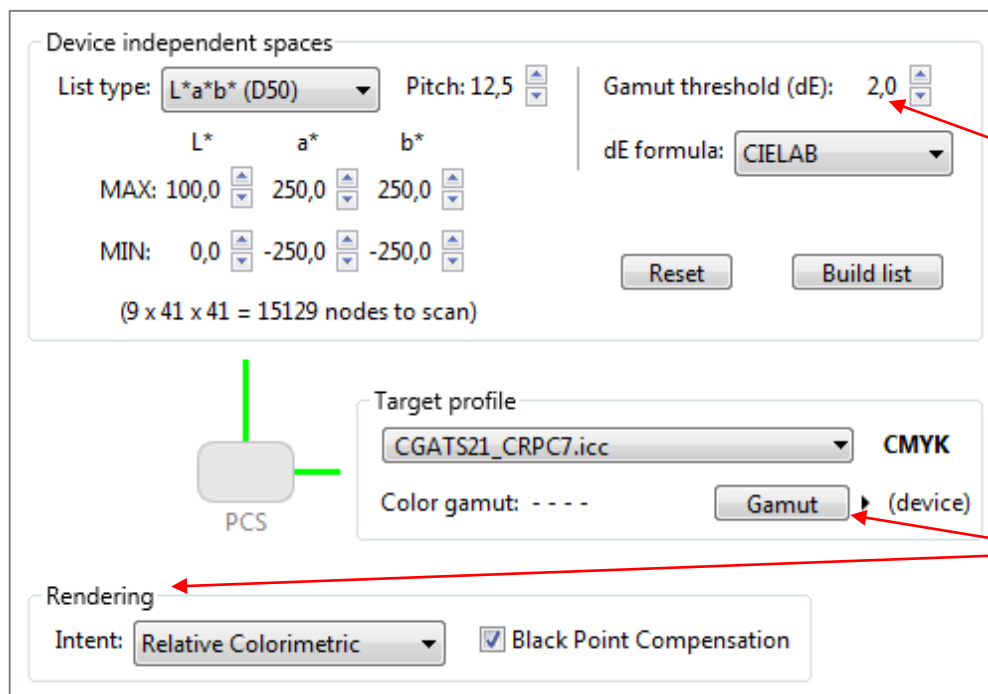 Device independent spaces
List type: L*a*b* (D50) Pitch: 12,5 Gamut threshold (dE): 2,0
L* a* b* dE formula: CIELAB
MAX: 100,0 250,0 250,0
MIN: 0,0 -250,0 -250,0
Reset Build list
(9 x 41 x 41 = 15129 nodes to scan)
Target profile
CGATS21_CRPC7.icc CMYK
Color gamut: - - - - Gamut (device)
PCS
Rendering
Intent: Relative Colorimetric Black Point Compensation